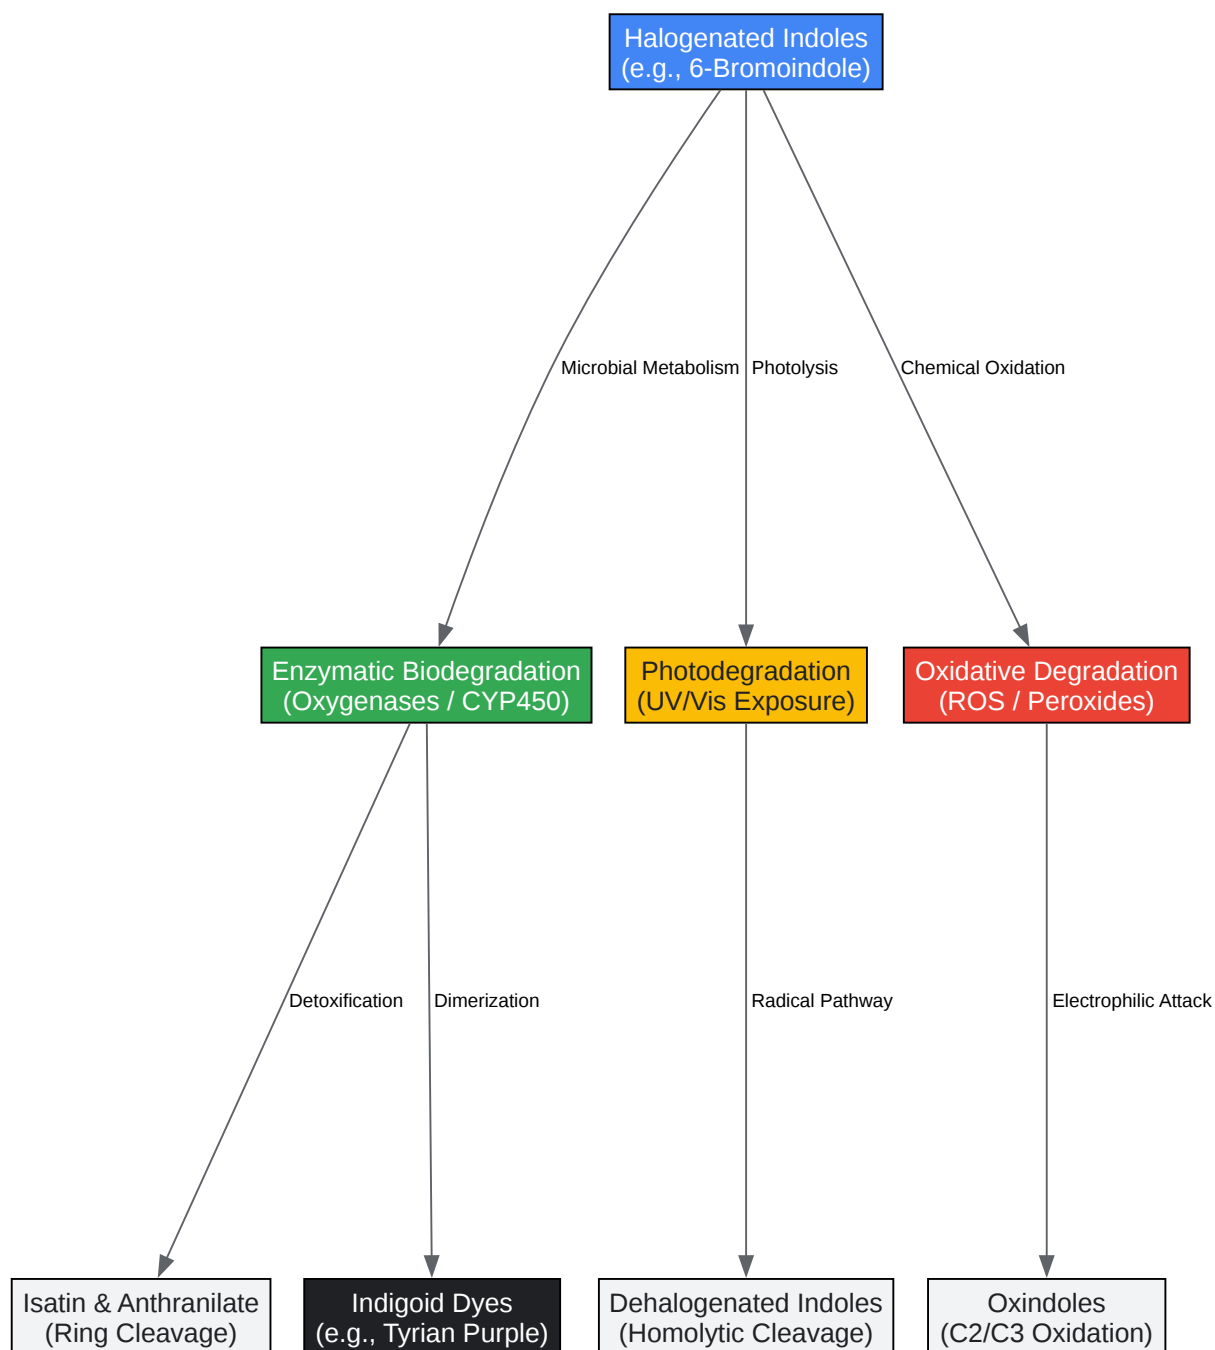 Halogenated Indoles
(e.g., 6-Bromoindole)
Microbial Metabolism
Photolysis
Chemical Oxidation
Enzymatic Biodegradation
(Oxygenases / CYP450)
Photodegradation
(UV/Vis Exposure)
Oxidative Degradation
(ROS / Peroxides)
Detoxification
Dimerization
Radical Pathway
Electrophilic Attack
Isatin & Anthranilate
(Ring Cleavage)
Indigoid Dyes
(e.g., Tyrian Purple)
Dehalogenated Indoles
(Homolytic Cleavage)
Oxindoles
(C2/C3 Oxidation)